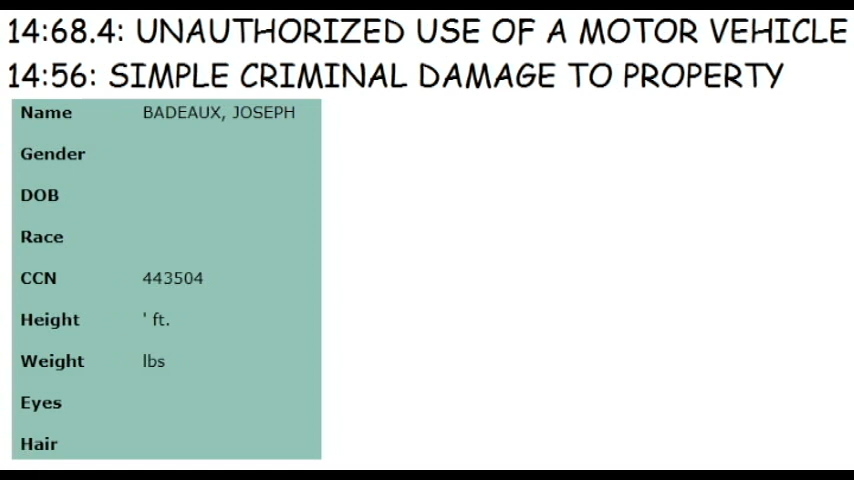 14:68.4: UNAUTHORIZED USE OF A MOTOR VEHICLE
14:56: SIMPLE CRIMINAL DAMAGE TO PROPERTY
Name BADEAUX, JOSEPH
Gender
DOB
Race
CCN 443504
Height ' ft.
Weight lbs
Eyes
Hair